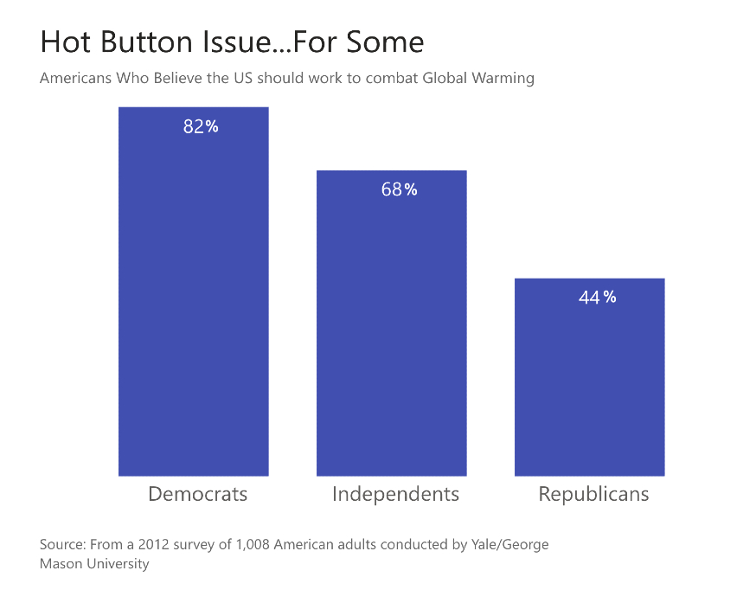 Hot Button Issue...For Some
Americans Who Believe the US should work to combat Global Warming
82%
68%
44%
Democrats
Independents
Republicans
Source: From a 2012 survey of 1,008 American adults conducted by Yale/George
Mason University